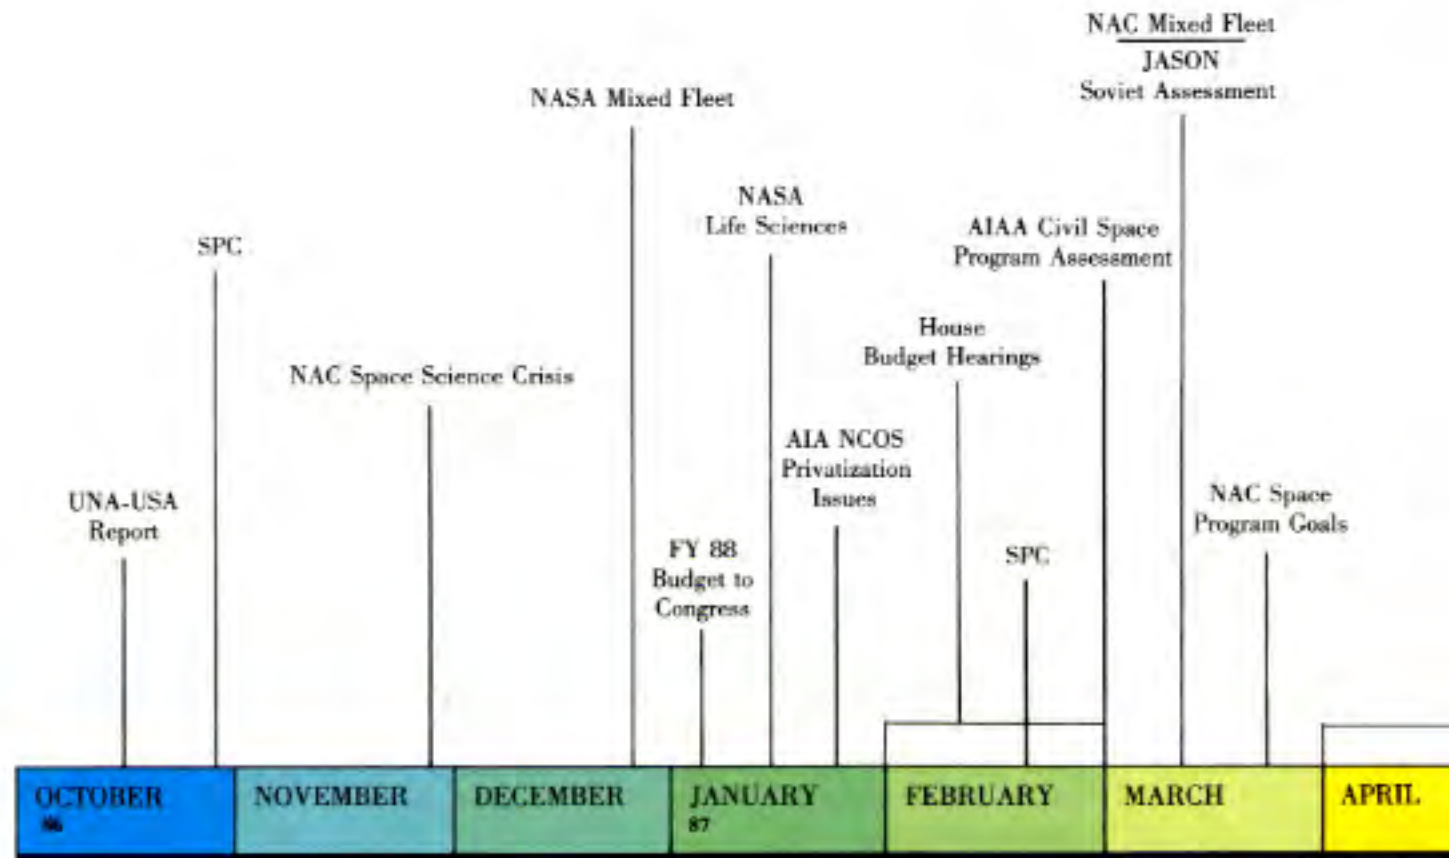 NAC Mixed Fleet
JASON
Soviet Assessment
NASA Mixed Fleet
NASA
Life Sciences
AIAA Civil Space
Program Assessment
SPC
House
Budget Hearings
NAC Space Science Crisis
AIA NCOS
Privatization
Issues
UNA-USA
Report
NAC Space
Program Goals
FY 88
Budget to
Congress
SPC
OCTOBER
86
NOVEMBER
DECEMBER
JANUARY
87
FEBRUARY
MARCH
APRIL